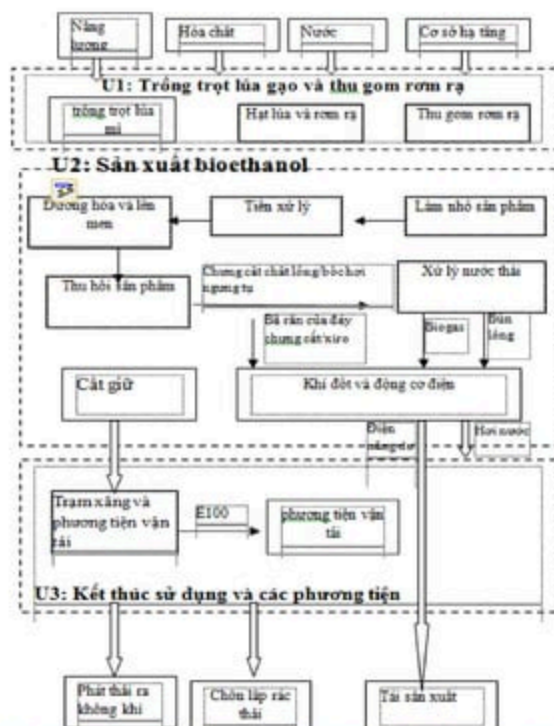 Năng
lượng
Hóa chất
Nước
Cơ sở hạ tầng
U1: Trồng trọt lúa gạo và thu gom rơm rạ
trồng trọt lúa
mì
Hạt lúa và rơm rạ
Thu gom rơm rạ
U2: Sản xuất bioethanol
Đường hóa và lên
men
Tiền xử lý
Làm nhỏ sản phẩm
Thu hồi sản phẩm
Chưng cất chất lỏng/bốc hơi
ngưng tụ
Xử lý nước thải
Bã rắn của đáy
chưng cất/xiro
Biogas
Bùn
lỏng
Cất giữ
Khí đốt và động cơ điện
Điện
năng dư
Hơi nước
Trạm xăng và
phương tiện vận
tải
E100
phương tiện vận
tải
U3: Kết thúc sử dụng và các phương tiện
Phát thải ra
không khí
Chôn lấp rác
thải
Tái sản xuất